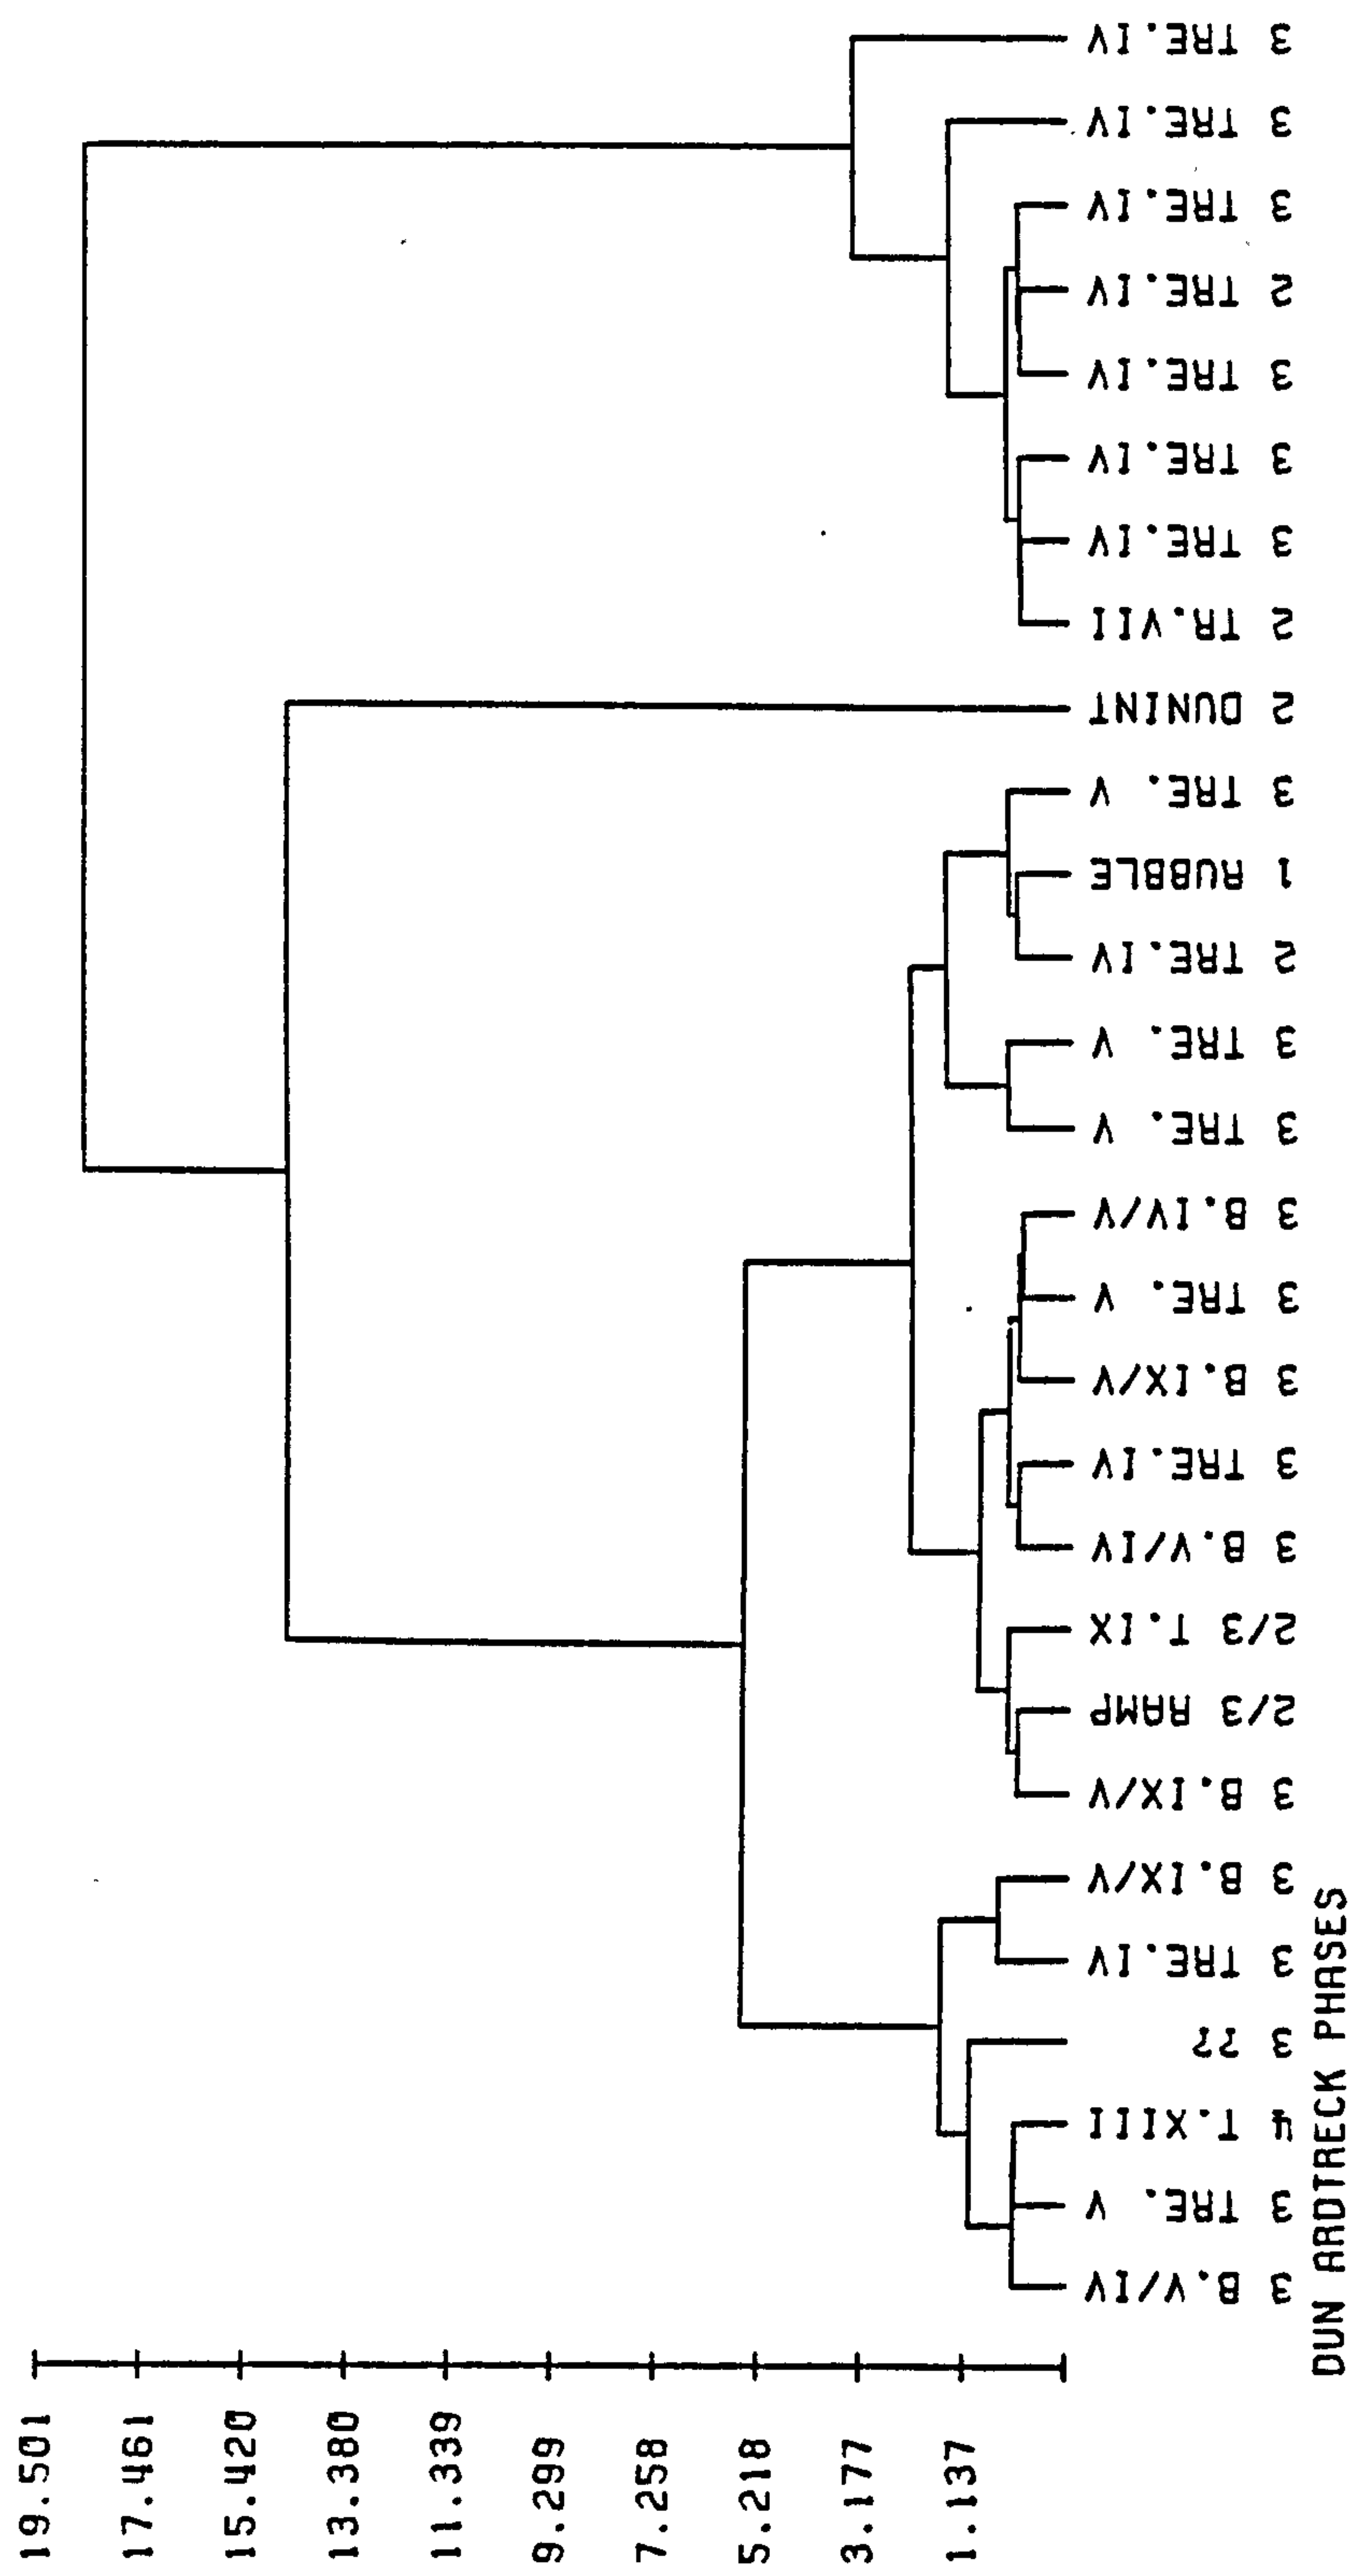 3 TRE.IV
3 TRE.IV
3 TRE.IV
2 TRE.IV
3 TRE.IV
3 TRE.IV
3 TRE.IV
2 TR.VII
2 DUNINT
3 TRE. V
1 RUBBLE
2 TRE.IV
3 TRE. V
3 TRE. V
3 B.IV/V
3 TRE. V
3 B.IX/V
3 TRE.IV
3 B.V/IV
2/3 T.IX
2/3 RAMP
3 B.IX/V
3 B.IX/V
3 TRE.IV
3 ??
4 T.XIII
3 TRE. V
3 B.V/IV
19.501
17.461
15.420
13.380
11.339
9.299
7.258
5.218
3.177
1.137
DUN ARDTRECK PHASES